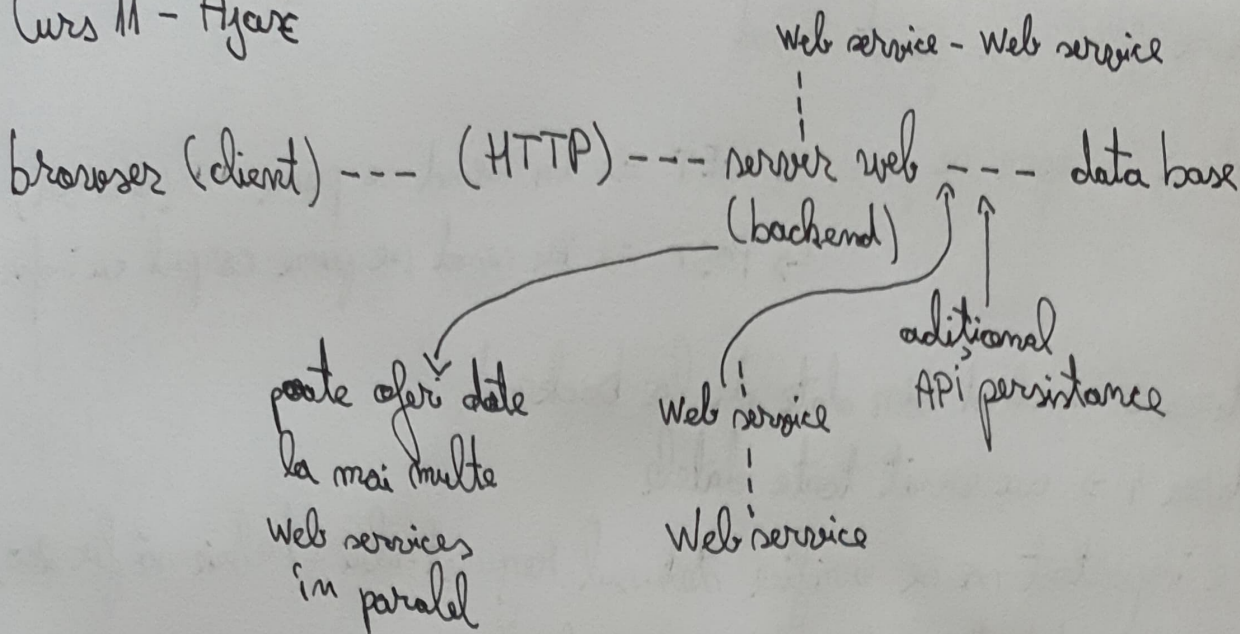 Curs 11 - Ajax
Web service - Web service
browser (client) --- (HTTP) --- server web --- data base
(backend)
adițional
API persistance
poate oferi date
la mai multe
Web services
in paralel
Web service
Web service